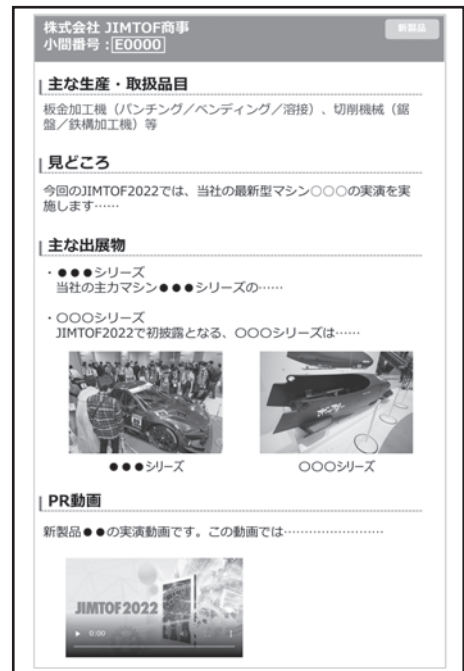 株式会社 JIMTOF商事
小間番号：E0000
新製品
主な生産・取扱品目
板金加工機（パンチング／ベンディング／溶接）、切削機械（鋸
盤／鉄構加工機）等
見どころ
今回のJIMTOF2022では、当社の最新型マシン○○○の実演を実
施します……
主な出展物
・●●●シリーズ
当社の主力マシン●●●シリーズの……
・○○○シリーズ
JIMTOF2022で初披露となる、○○○シリーズは……
●●●シリーズ
○○○シリーズ
PR動画
新製品●●の実演動画です。この動画では……………………
JIMTOF2022
0:00